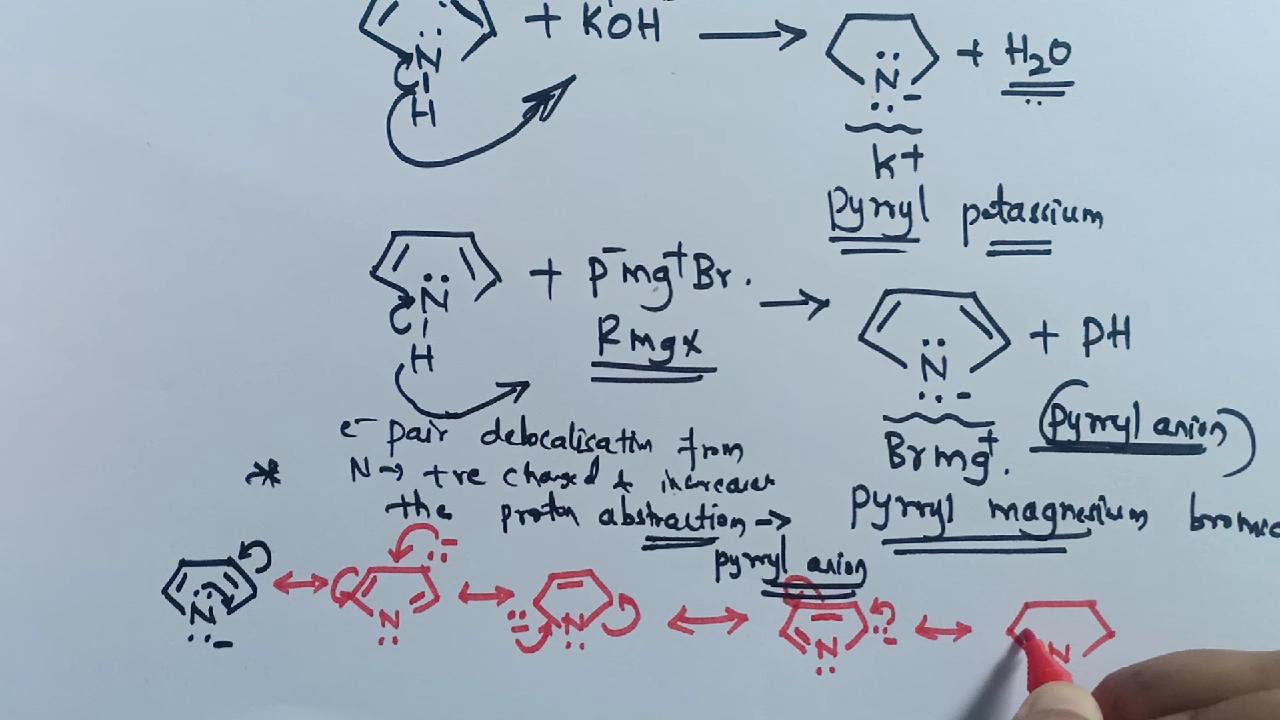 N + KOH → N + H2O
H
K+
Pyrryl potassium
N + P⁻mg⁺Br. → N + PH
H
Rmgx
(pyrryl anion)
Brmg⁺.
Pyrryl magnesium
e⁻ pair delocalisatin from
* N→ +ve charged & increases
the proton abstraction →
pyrryl anion
N ↔ N ↔ N ↔ N ↔ N